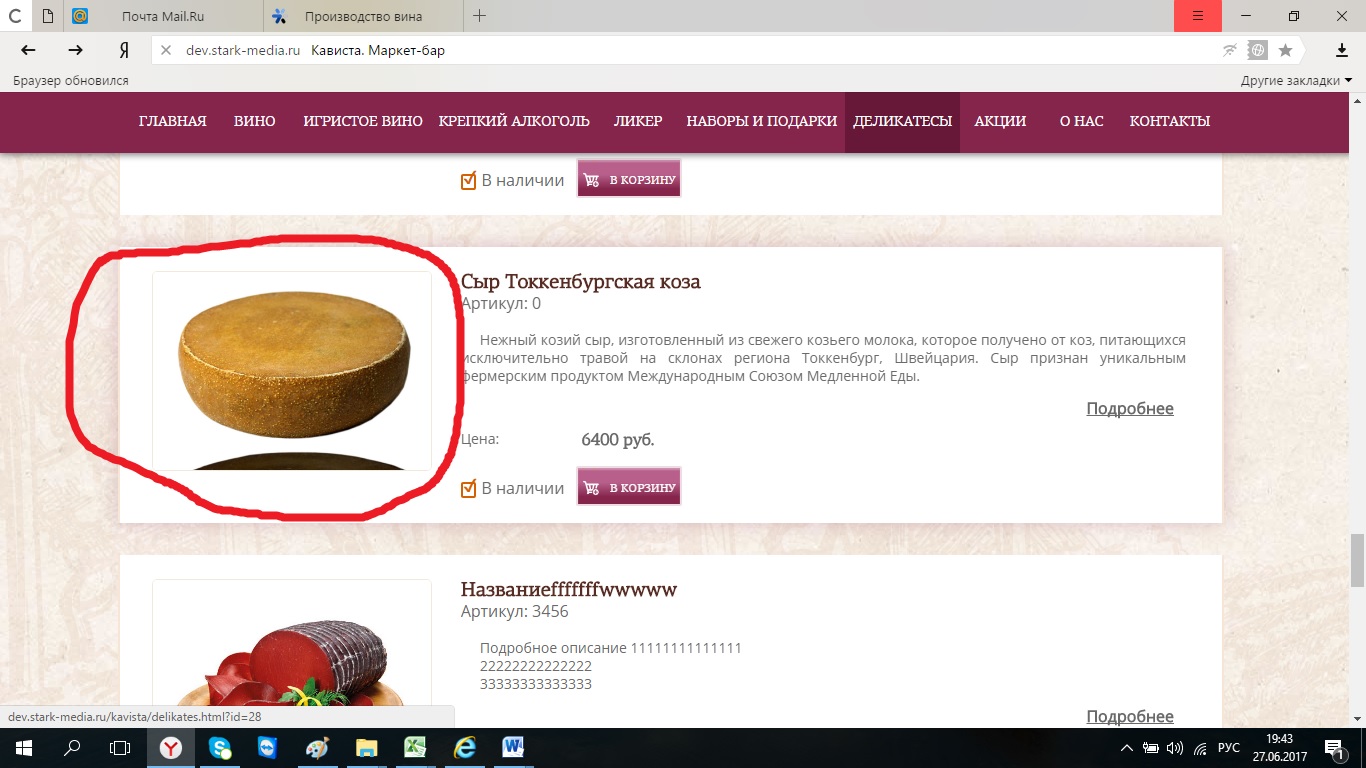 Почта Mail.Ru
Производство вина
dev.stark-media.ru Кависта. Маркет-бар
Браузер обновился
Другие закладки
ГЛАВНАЯ ВИНО ИГРИСТОЕ ВИНО КРЕПКИЙ АЛКОГОЛЬ ЛИКЕР НАБОРЫ И ПОДАРКИ ДЕЛИКАТЕСЫ АКЦИИ О НАС КОНТАКТЫ
В наличии В КОРЗИНУ
Сыр Токкенбургская коза
Артикул: 0
Нежный козий сыр, изготовленный из свежего козьего молока, которое получено от коз, питающихся
исключительно травой на склонах региона Токкенбург, Швейцария. Сыр признан уникальным
фермерским продуктом Международным Союзом Медленной Еды.
Подробнее
Цена: 6400 руб.
В наличии В КОРЗИНУ
Названиеfffffffwwwww
Артикул: 3456
Подробное описание 11111111111111
22222222222222
33333333333333
Подробнее
dev.stark-media.ru/kavista/delikates.html?id=28
РУС
19:43
27.06.2017
1